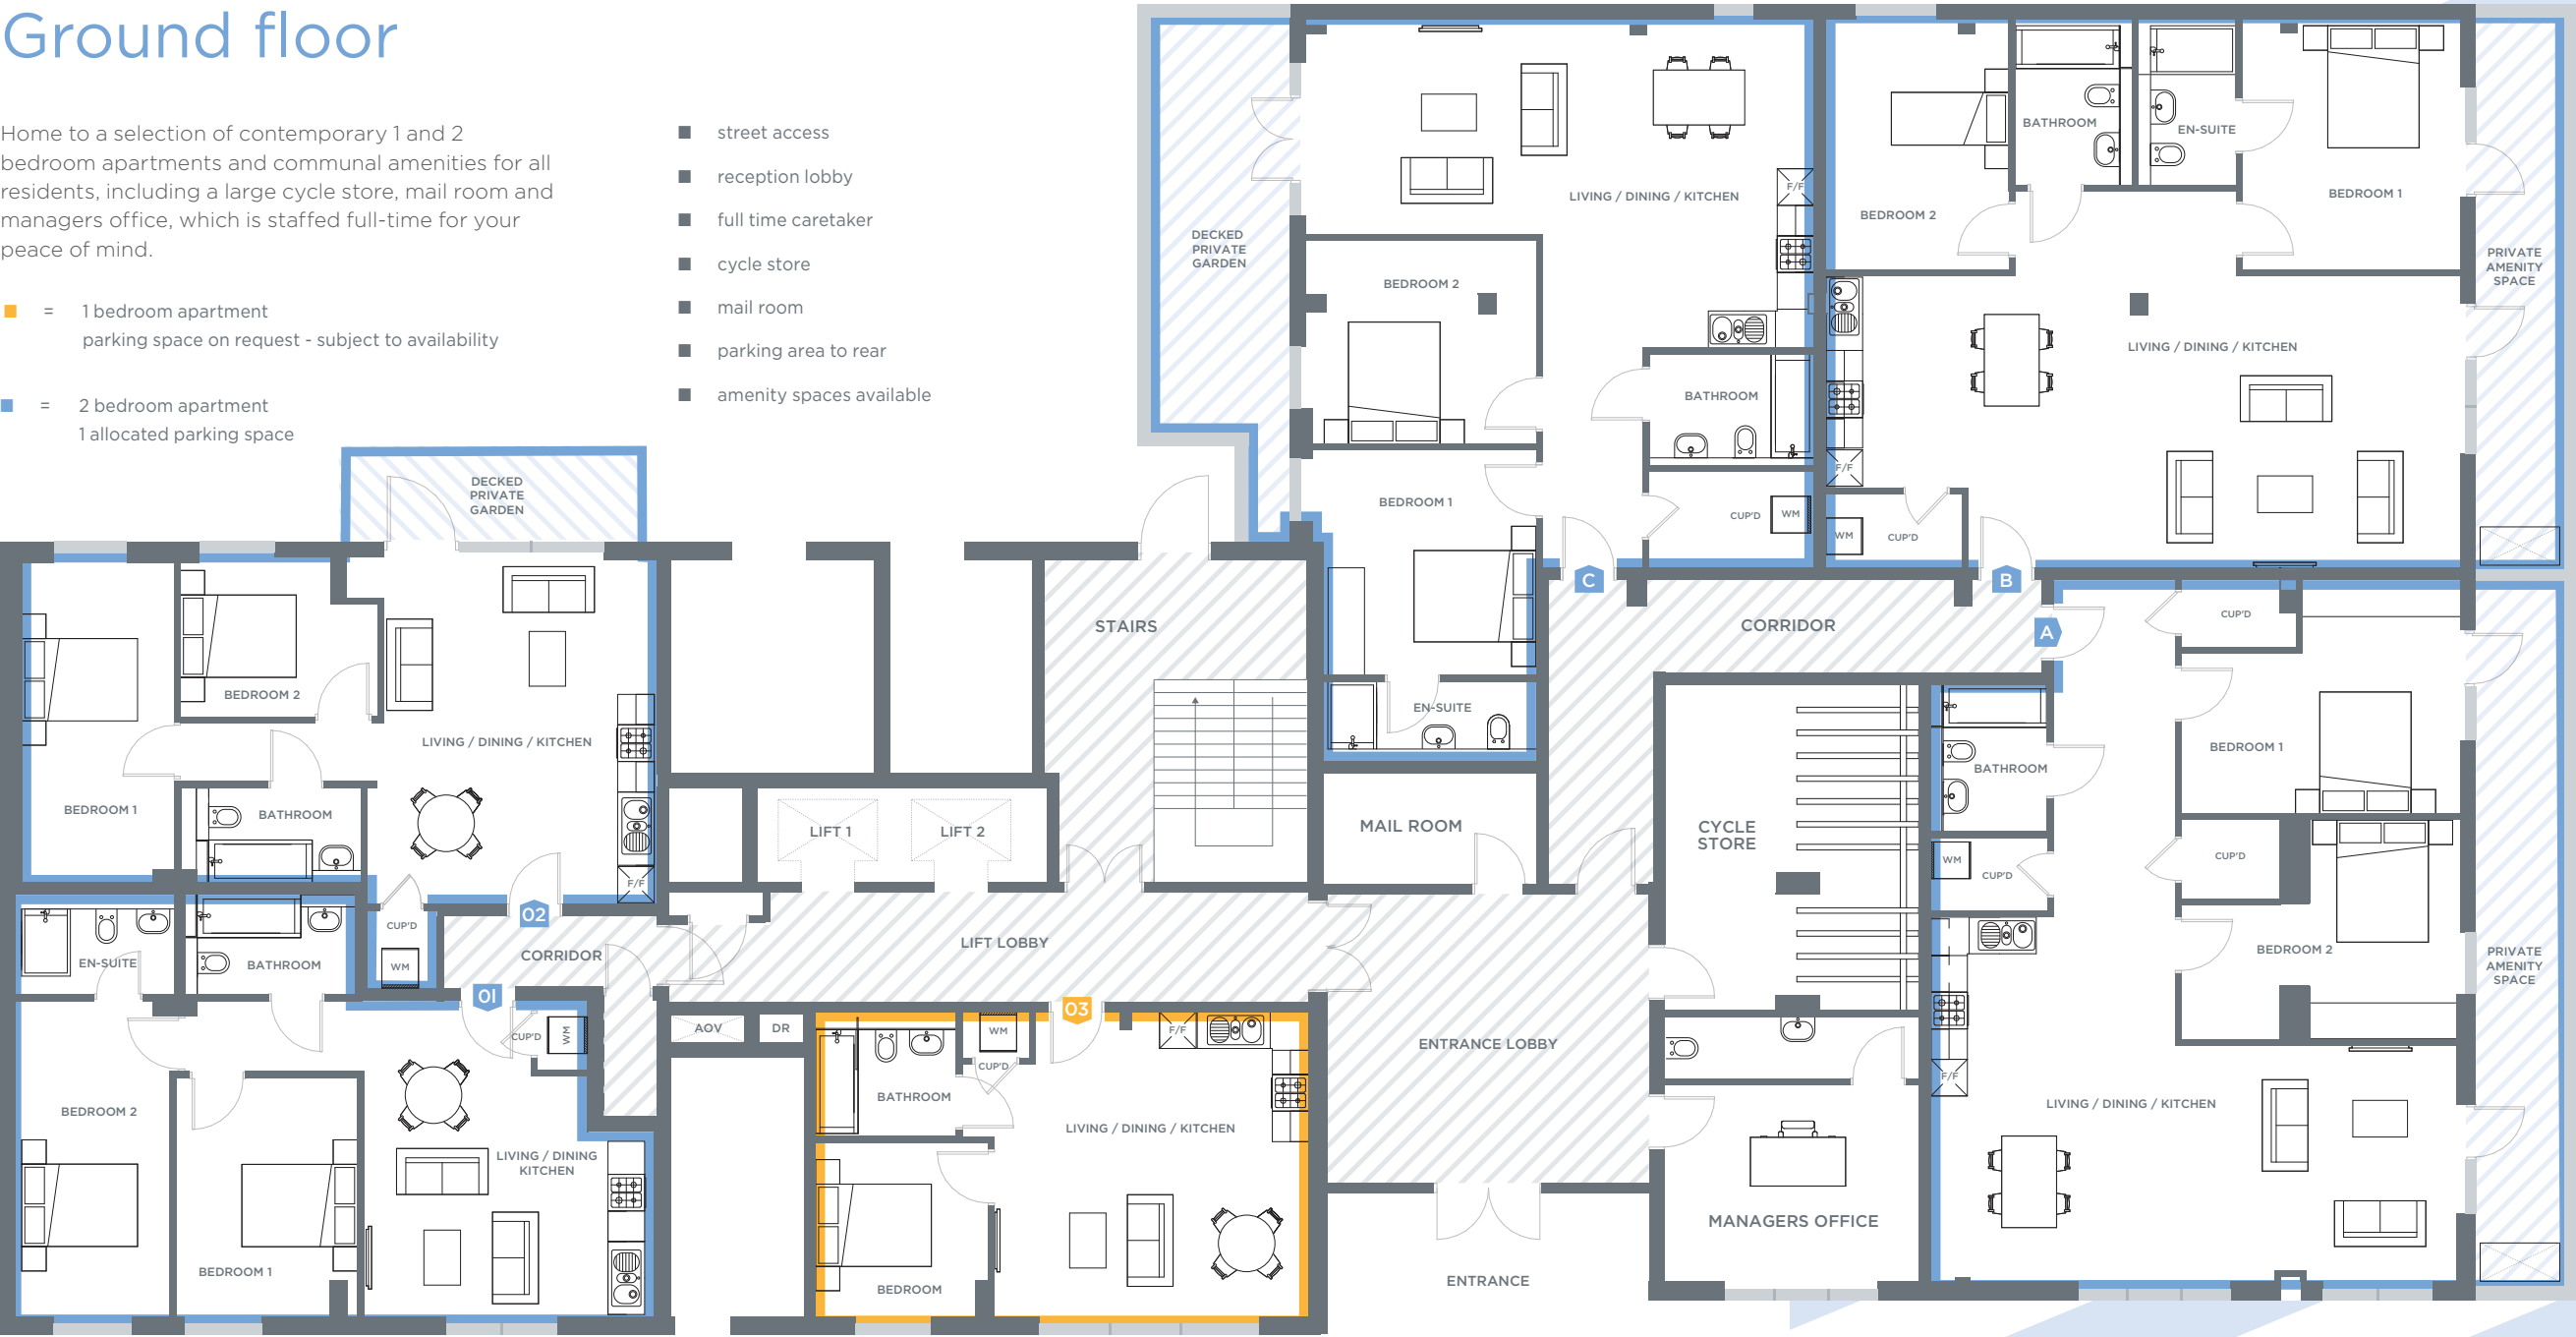 Ground floor
Home to a selection of contemporary 1 and 2
bedroom apartments and communal amenities for all
residents, including a large cycle store, mail room and
managers office, which is staffed full-time for your
peace of mind.
= 1 bedroom apartment
parking space on request - subject to availability
= 2 bedroom apartment
1 allocated parking space
street access
reception lobby
full time caretaker
cycle store
mail room
parking area to rear
amenity spaces available
DECKED
PRIVATE
GARDEN
BEDROOM 2
LIVING / DINING / KITCHEN
BEDROOM 1
BATHROOM
F/F
CUP'D
WM
02
EN-SUITE
BATHROOM
CORRIDOR
01
CUP'D
WM
BEDROOM 2
BEDROOM 1
LIVING / DINING
KITCHEN
LIFT 1
LIFT 2
STAIRS
LIFT LOBBY
AOV
DR
03
WM
CUP'D
F/F
BATHROOM
LIVING / DINING / KITCHEN
BEDROOM
DECKED
PRIVATE
GARDEN
LIVING / DINING / KITCHEN
F/F
BEDROOM 2
BATHROOM
BEDROOM 1
CUP'D
WM
C
EN-SUITE
MAIL ROOM
ENTRANCE LOBBY
ENTRANCE
BEDROOM 2
BATHROOM
EN-SUITE
BEDROOM 1
PRIVATE
AMENITY
SPACE
LIVING / DINING / KITCHEN
F/F
WM
CUP'D
B
CORRIDOR
A
CYCLE
STORE
MANAGERS OFFICE
CUP'D
BEDROOM 1
BATHROOM
WM
CUP'D
CUP'D
BEDROOM 2
PRIVATE
AMENITY
SPACE
F/F
LIVING / DINING / KITCHEN